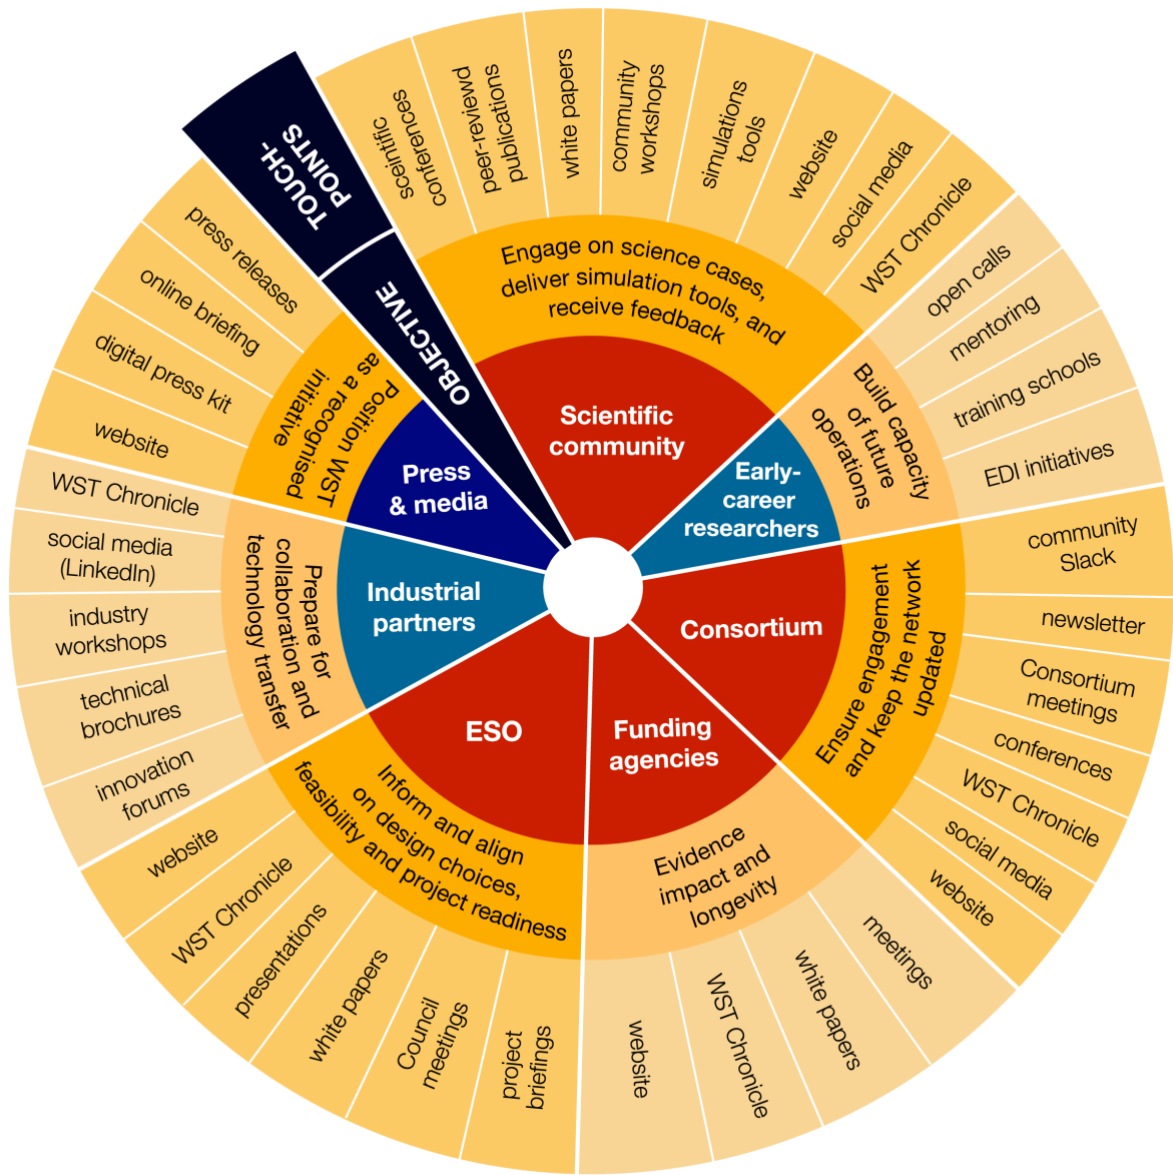 TOUCH-
POINTS
OBJECTIVE
Scientific
community
Engage on science cases,
deliver simulation tools, and
receive feedback
sceintific
conferences
peer-reviewd
publications
white papers
community
workshops
simulations
tools
website
social media
WST Chronicle
Early-
career
researchers
Build capacity
of future
operations
open calls
mentoring
training schools
EDI initiatives
Consortium
Ensure engagement
and keep the network
updated
community
Slack
newsletter
Consortium
meetings
conferences
WST Chronicle
social media
website
Funding
agencies
Evidence
impact and
longevity
meetings
white papers
WST Chronicle
website
ESO
Inform and align
on design choices,
feasibility and project readiness
project
briefings
Council
meetings
white papers
presentations
WST Chronicle
website
Industrial
partners
Prepare for
collaboration and
technology transfer
innovation
forums
technical
brochures
industry
workshops
social media
(LinkedIn)
WST Chronicle
Press
& media
Position WST
as a recognised
initiative
website
digital press kit
online briefing
press releases